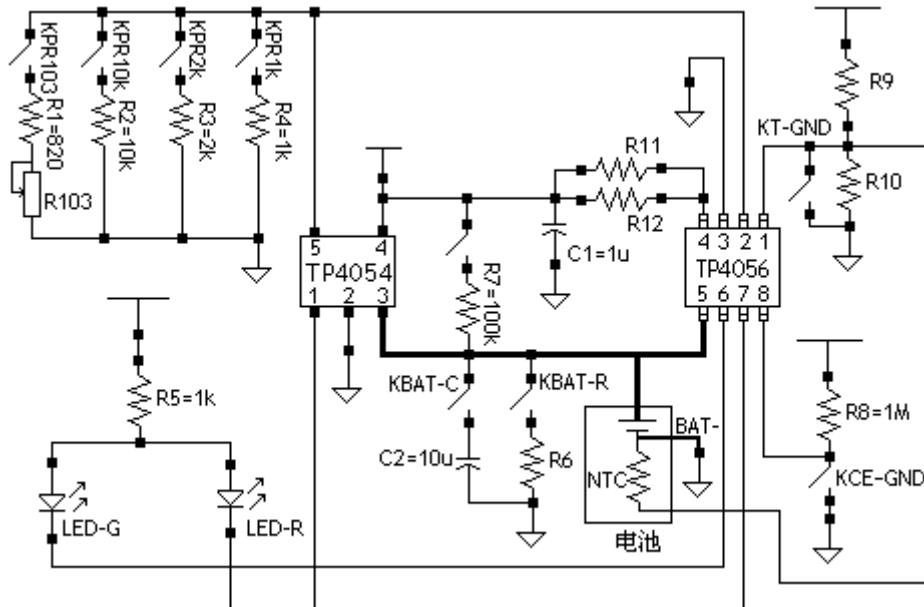 KPR103
KPR10k
KPR2k
KPR1k
R1=820
R2=10k
R3=2k
R4=1k
R103
R9
KT-GND
R10
R11
R12
C1=1u
5 4
TP4054
1 2 3
4 3 2 1
TP4056
5 6 7 8
R7=100k
R5=1k
KBAT-C
KBAT-R
BAT-
R8=1M
C2=10u
R6
NTC
KCE-GND
LED-G
LED-R
电池